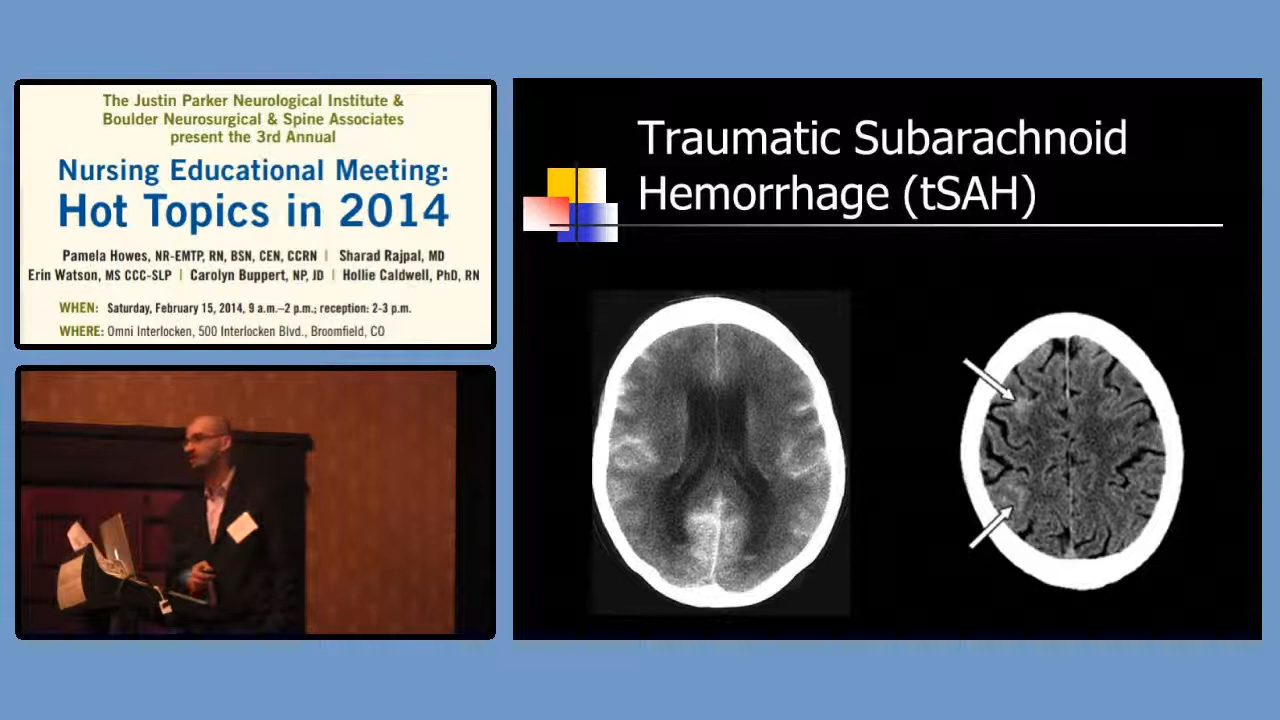 The Justin Parker Neurological Institute &
Boulder Neurosurgical & Spine Associates
present the 3rd Annual
Nursing Educational Meeting:
Hot Topics in 2014
Pamela Howes, NR-EMTP, RN, BSN, CEN, CCRN | Sharad Rajpal, MD
Erin Watson, MS CCC-SLP | Carolyn Buppert, NP, JD | Hollie Caldwell, PhD, RN
WHEN: Saturday, February 15, 2014, 9 a.m.–2 p.m.; reception: 2-3 p.m.
WHERE: Omni Interlocken, 500 Interlocken Blvd., Broomfield, CO
Traumatic Subarachnoid
Hemorrhage (tSAH)